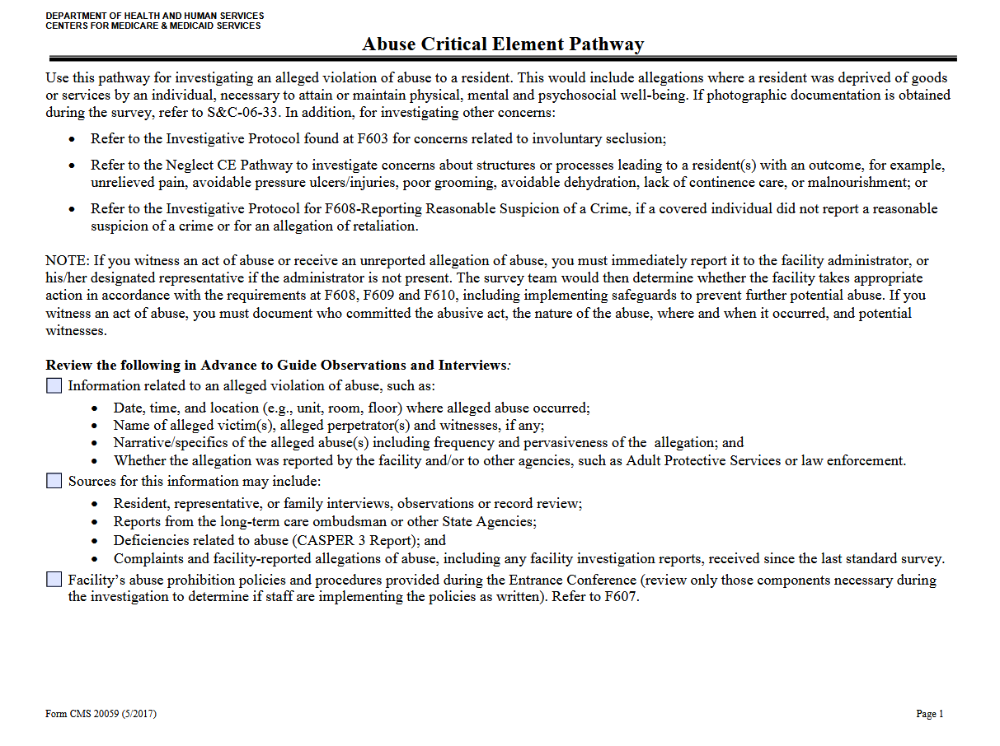 DEPARTMENT OF HEALTH AND HUMAN SERVICES
CENTERS FOR MEDICARE & MEDICAID SERVICES
Abuse Critical Element Pathway
Use this pathway for investigating an alleged violation of abuse to a resident. This would include allegations where a resident was deprived of goods
or services by an individual, necessary to attain or maintain physical, mental and psychosocial well-being. If photographic documentation is obtained
during the survey, refer to S&C-06-33. In addition, for investigating other concerns:
• Refer to the Investigative Protocol found at F603 for concerns related to involuntary seclusion;
• Refer to the Neglect CE Pathway to investigate concerns about structures or processes leading to a resident(s) with an outcome, for example,
unrelieved pain, avoidable pressure ulcers/injuries, poor grooming, avoidable dehydration, lack of continence care, or malnourishment; or
• Refer to the Investigative Protocol for F608-Reporting Reasonable Suspicion of a Crime, if a covered individual did not report a reasonable
suspicion of a crime or for an allegation of retaliation.
NOTE: If you witness an act of abuse or receive an unreported allegation of abuse, you must immediately report it to the facility administrator, or
his/her designated representative if the administrator is not present. The survey team would then determine whether the facility takes appropriate
action in accordance with the requirements at F608, F609 and F610, including implementing safeguards to prevent further potential abuse. If you
witness an act of abuse, you must document who committed the abusive act, the nature of the abuse, where and when it occurred, and potential
witnesses.
Review the following in Advance to Guide Observations and Interviews:
Information related to an alleged violation of abuse, such as:
• Date, time, and location (e.g., unit, room, floor) where alleged abuse occurred;
• Name of alleged victim(s), alleged perpetrator(s) and witnesses, if any;
• Narrative/specifics of the alleged abuse(s) including frequency and pervasiveness of the allegation; and
• Whether the allegation was reported by the facility and/or to other agencies, such as Adult Protective Services or law enforcement.
Sources for this information may include:
• Resident, representative, or family interviews, observations or record review;
• Reports from the long-term care ombudsman or other State Agencies;
• Deficiencies related to abuse (CASPER 3 Report); and
• Complaints and facility-reported allegations of abuse, including any facility investigation reports, received since the last standard survey.
Facility's abuse prohibition policies and procedures provided during the Entrance Conference (review only those components necessary during
the investigation to determine if staff are implementing the policies as written). Refer to F607.
Form CMS 20059 (5/2017)
Page 1